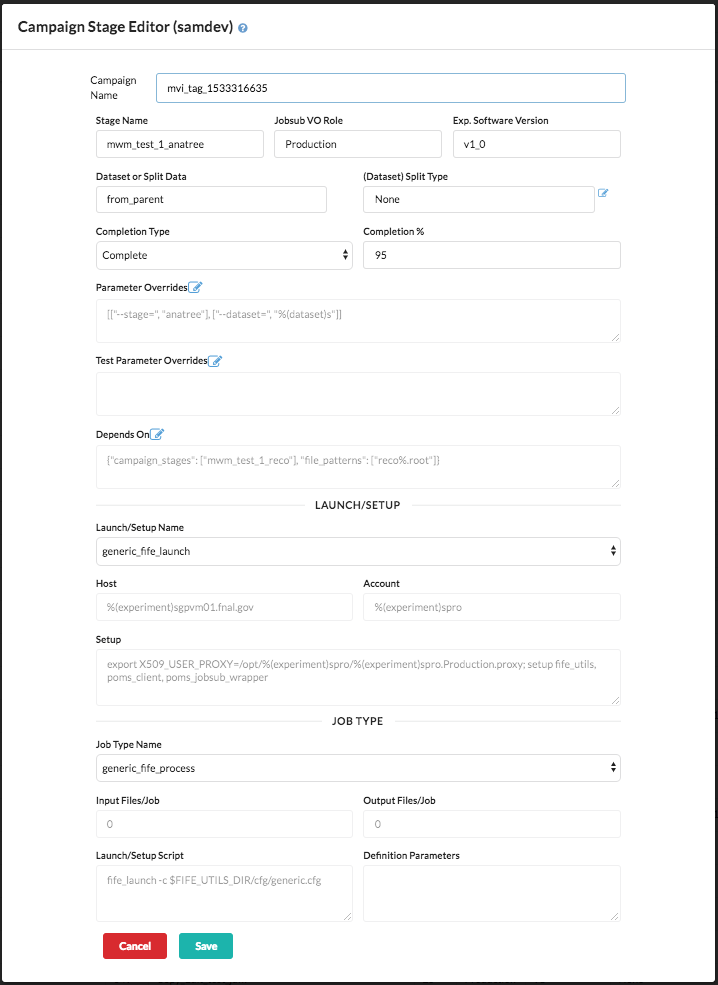 Campaign Stage Editor (samdev) ?
Campaign
Name
mvi_tag_1533316635
Stage Name
Jobsub VO Role
Exp. Software Version
mwm_test_1_anatree
Production
v1_0
Dataset or Split Data
(Dataset) Split Type
from_parent
None
Completion Type
Completion %
Complete
95
Parameter Overrides
[["--stage=", "anatree"], ["--dataset=", "%(dataset)s"]]
Test Parameter Overrides
Depends On
{"campaign_stages": ["mwm_test_1_reco"], "file_patterns": ["reco%.root"]}
LAUNCH/SETUP
Launch/Setup Name
generic_fife_launch
Host
Account
%(experiment)sgpvm01.fnal.gov
%(experiment)spro
Setup
export X509_USER_PROXY=/opt/%(experiment)spro/%(experiment)spro.Production.proxy; setup fife_utils,
poms_client, poms_jobsub_wrapper
JOB TYPE
Job Type Name
generic_fife_process
Input Files/Job
Output Files/Job
0
0
Launch/Setup Script
Definition Parameters
fife_launch -c $FIFE_UTILS_DIR/cfg/generic.cfg
Cancel
Save